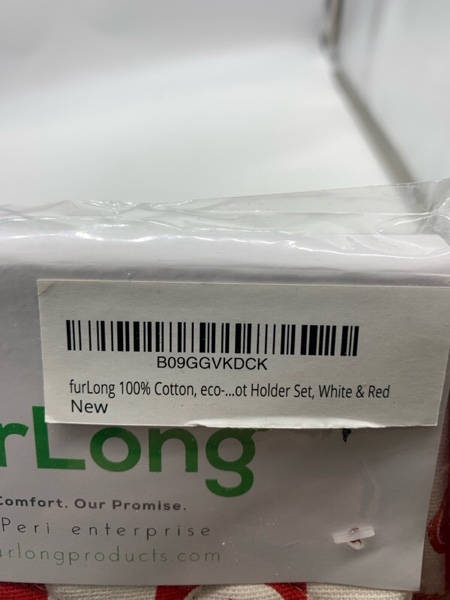 B09GGVKDCK
furLong 100% Cotton, eco-...ot Holder Set, White & Red
New
rLong
Comfort. Our Promise.
Peri enterprise
urlongproducts.com